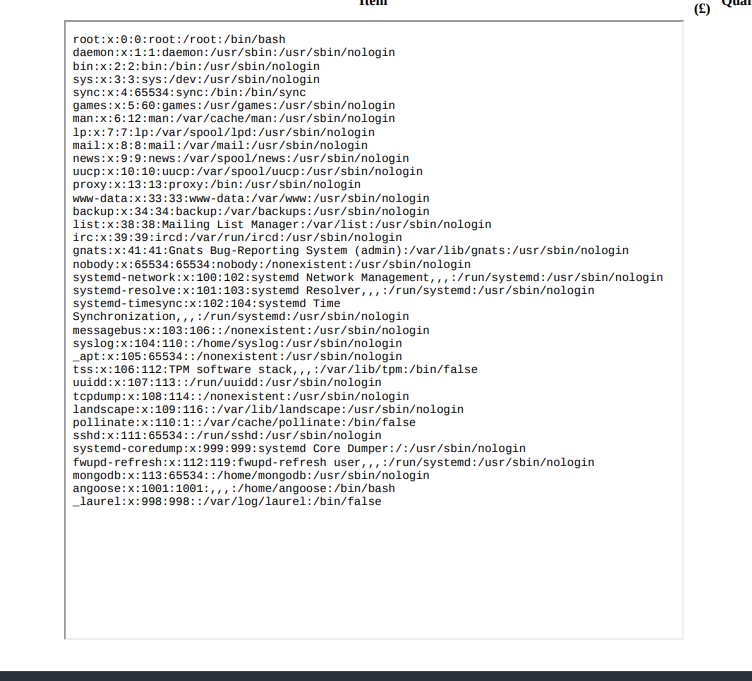 Item
(£)
root:x:0:0:root:/root:/bin/bash
daemon:x:1:1:daemon:/usr/sbin:/usr/sbin/nologin
bin:x:2:2:bin:/bin:/usr/sbin/nologin
sys:x:3:3:sys:/dev:/usr/sbin/nologin
sync:x:4:65534:sync:/bin:/bin/sync
games:x:5:60:games:/usr/games:/usr/sbin/nologin
man:x:6:12:man:/var/cache/man:/usr/sbin/nologin
lp:x:7:7:lp:/var/spool/lpd:/usr/sbin/nologin
mail:x:8:8:mail:/var/mail:/usr/sbin/nologin
news:x:9:9:news:/var/spool/news:/usr/sbin/nologin
uucp:x:10:10:uucp:/var/spool/uucp:/usr/sbin/nologin
proxy:x:13:13:proxy:/bin:/usr/sbin/nologin
www-data:x:33:33:www-data:/var/www:/usr/sbin/nologin
backup:x:34:34:backup:/var/backups:/usr/sbin/nologin
list:x:38:38:Mailing List Manager:/var/list:/usr/sbin/nologin
irc:x:39:39:ircd:/var/run/ircd:/usr/sbin/nologin
gnats:x:41:41:Gnats Bug-Reporting System (admin):/var/lib/gnats:/usr/sbin/nologin
nobody:x:65534:65534:nobody:/nonexistent:/usr/sbin/nologin
systemd-network:x:100:102:systemd Network Management,,,:/run/systemd:/usr/sbin/nologin
systemd-resolve:x:101:103:systemd Resolver,,,:/run/systemd:/usr/sbin/nologin
systemd-timesync:x:102:104:systemd Time
Synchronization,,,:/run/systemd:/usr/sbin/nologin
messagebus:x:103:106::/nonexistent:/usr/sbin/nologin
syslog:x:104:110::/home/syslog:/usr/sbin/nologin
_apt:x:105:65534::/nonexistent:/usr/sbin/nologin
tss:x:106:112:TPM software stack,,,:/var/lib/tpm:/bin/false
uuidd:x:107:113::/run/uuidd:/usr/sbin/nologin
tcpdump:x:108:114::/nonexistent:/usr/sbin/nologin
landscape:x:109:116::/var/lib/landscape:/usr/sbin/nologin
pollinate:x:110:1::/var/cache/pollinate:/bin/false
sshd:x:111:65534::/run/sshd:/usr/sbin/nologin
systemd-coredump:x:999:999:systemd Core Dumper:/:/usr/sbin/nologin
fwupd-refresh:x:112:119:fwupd-refresh user,,,:/run/systemd:/usr/sbin/nologin
mongodb:x:113:65534::/home/mongodb:/usr/sbin/nologin
angoose:x:1001:1001:,,,:/home/angoose:/bin/bash
_laurel:x:998:998::/var/log/laurel:/bin/false